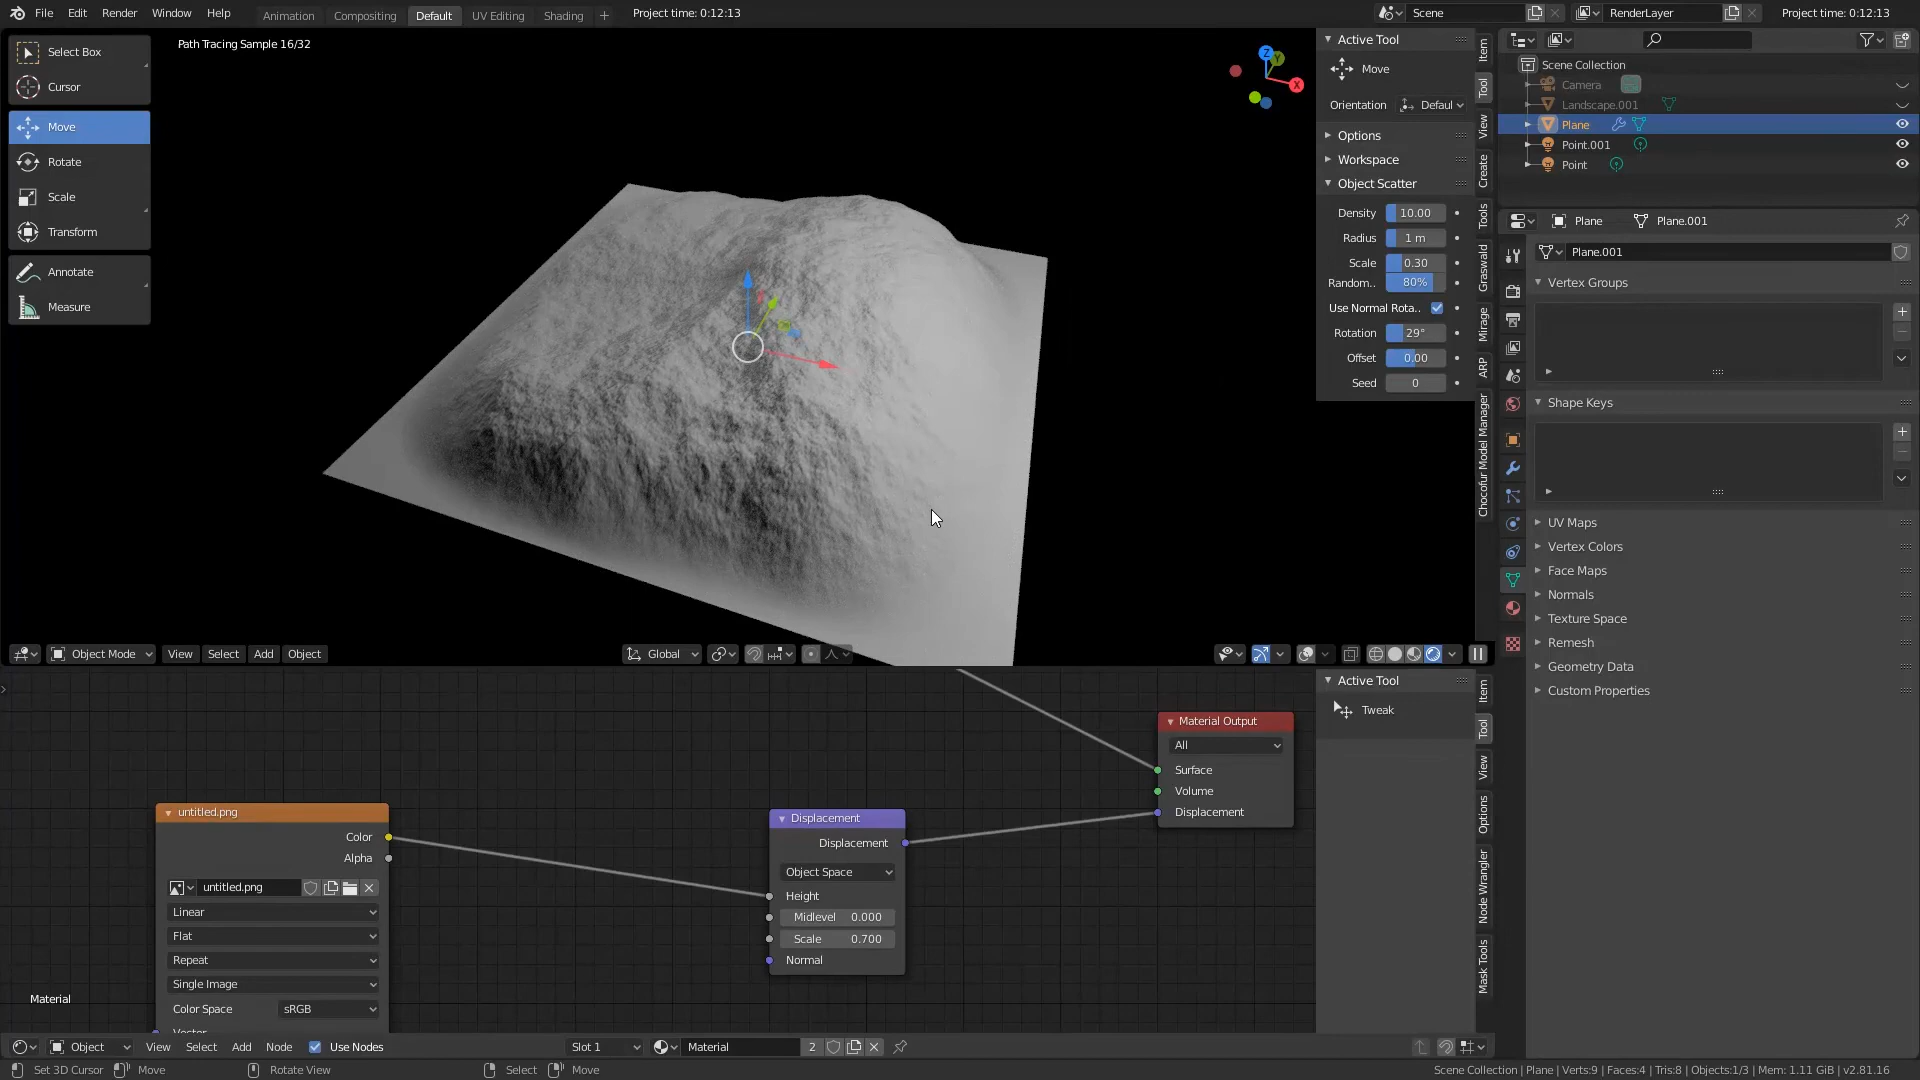 File Edit Render Window Help Animation Compositing Default UV Editing Shading + Project time: 0:12:13 Scene RenderLayer Project time: 0:12:13
Path Tracing Sample 16/32
Select Box
Cursor
Move
Rotate
Scale
Transform
Annotate
Measure
Z
Y
X
Active Tool
Move
Orientation Defaul
Options
Workspace
Object Scatter
Density 10.00
Radius 1 m
Scale 0.30
Random.. 80%
Use Normal Rota..
Rotation 29°
Offset 0.00
Seed 0
Item
Tool
View
Create
Tools
Graswald
Mirage
ARP
Chocofur Model Manager
Scene Collection
Camera
Landscape.001
Plane
Point.001
Point
Plane Plane.001
Plane.001
Vertex Groups
Shape Keys
UV Maps
Vertex Colors
Face Maps
Normals
Texture Space
Remesh
Geometry Data
Custom Properties
Object Mode View Select Add Object Global
Active Tool
Tweak
Item
Tool
View
Options
Node Wrangler
Mask Tools
Material Output
All
Surface
Volume
Displacement
Displacement
Displacement
Object Space
Height
Midlevel 0.000
Scale 0.700
Normal
untitled.png
Color
Alpha
untitled.png
Linear
Flat
Repeat
Single Image
Color Space sRGB
Vector
Material
Object View Select Add Node Use Nodes Slot 1 Material 2
Set 3D Cursor Move Rotate View Select Move Scene Collection | Plane | Verts:9 | Faces:4 | Tris:8 | Objects:1/3 | Mem: 1.11 GiB | v2.81.16